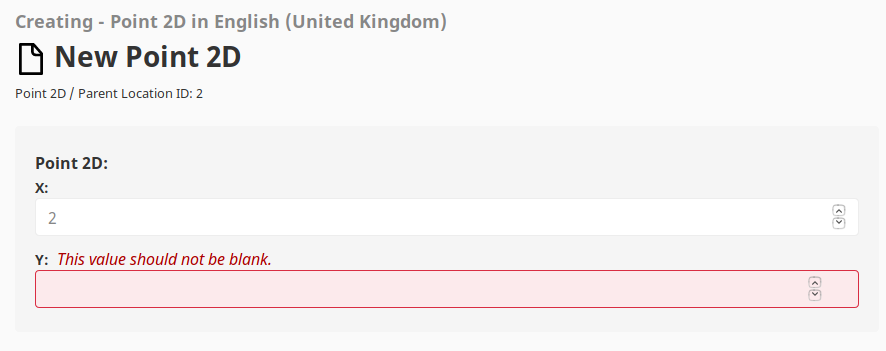 Creating - Point 2D in English (United Kingdom)
New Point 2D
Point 2D / Parent Location ID: 2
Point 2D:
X:
2
Y: This value should not be blank.